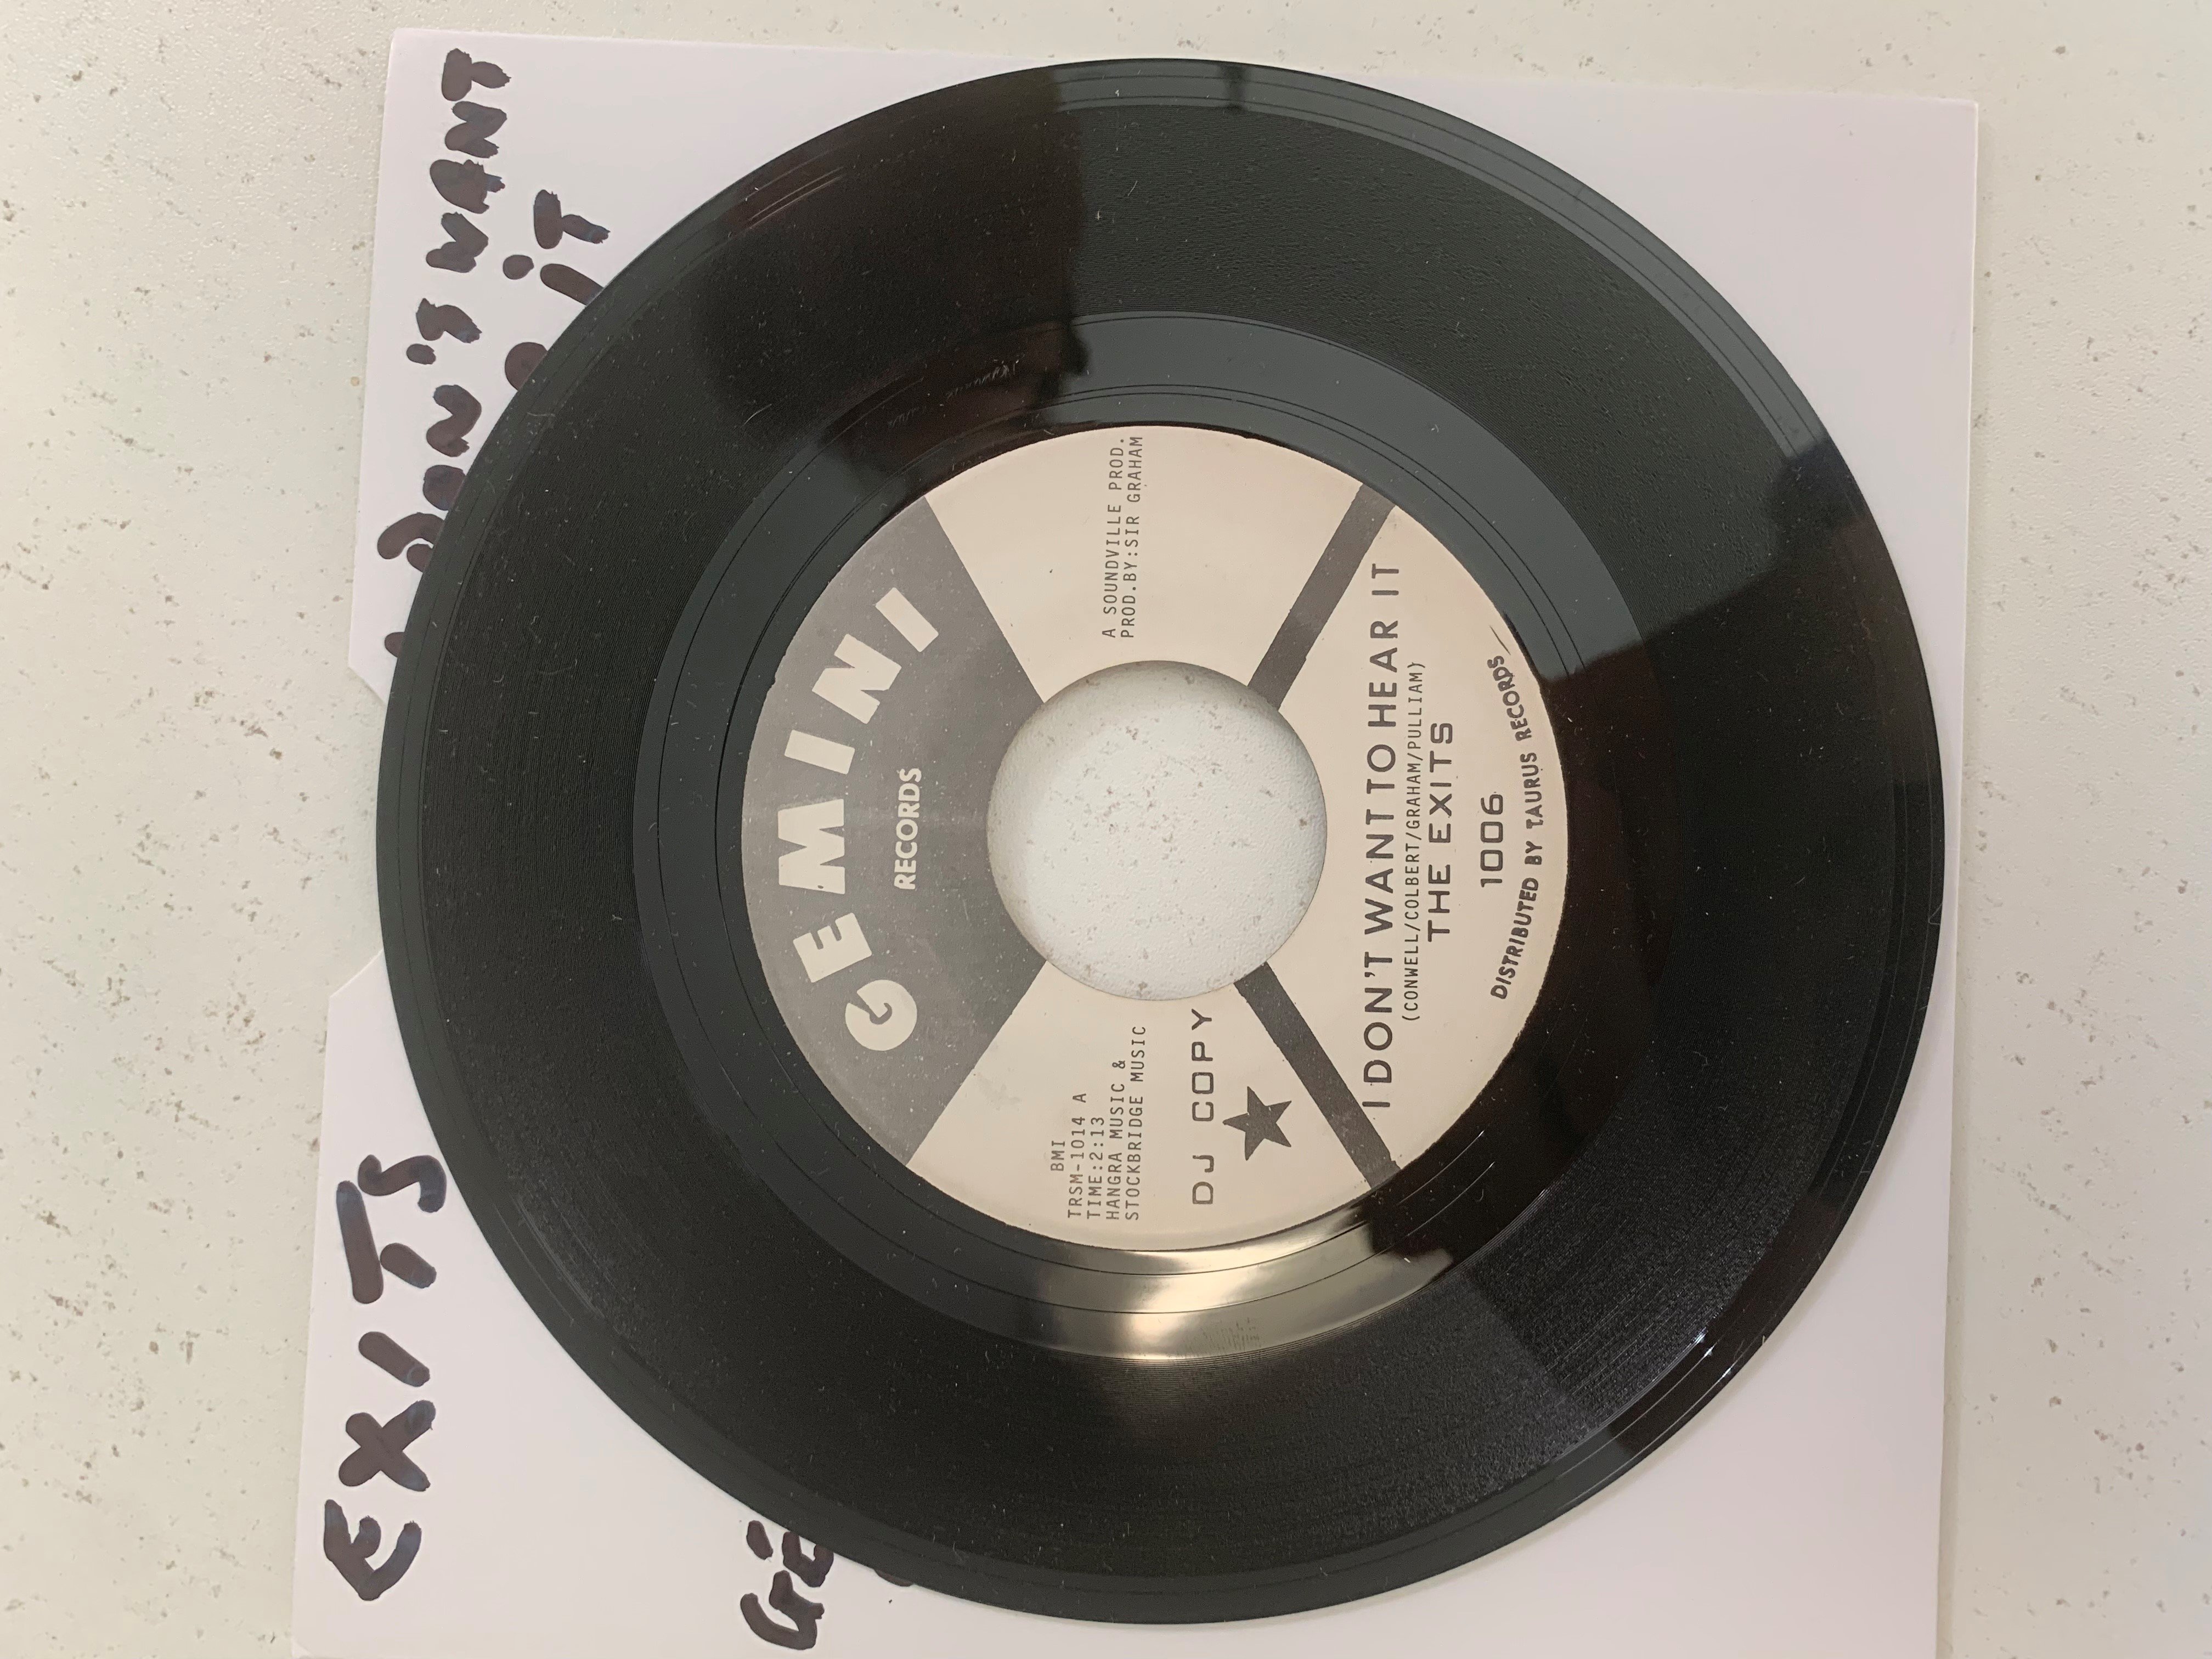 EXITS
I DON'S WANT
GE
GEMINI
RECORDS
BMI
TRSM-1014 A
TIME:2:13
HANGRA MUSIC &
STOCKBRIDGE MUSIC
DJ COPY
A SOUNDVILLE PROD.
PROD.BY:SIR GRAHAM
I DON'T WANT TO HEAR IT
(CONWELL/COLBERT/GRAHAM/PULLIAM)
THE EXITS
1006
DISTRIBUTED BY TAURUS RECORDS